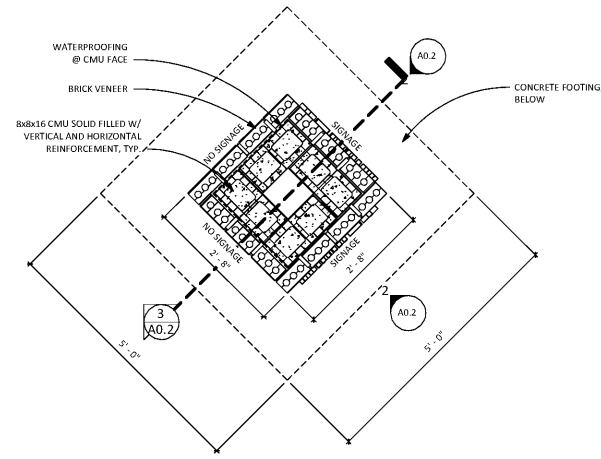 WATERPROOFING
@ CMU FACE
BRICK VENEER
8x8x16 CMU SOLID FILLED W/
VERTICAL AND HORIZONTAL
REINFORCEMENT, TYP.
A0.2
CONCRETE FOOTING
BELOW
NO SIGNAGE
SIGNAGE
NO SIGNAGE
SIGNAGE
2' - 8"
2' - 8"
2
A0.2
3
A0.2
5' - 0"
5' - 0"